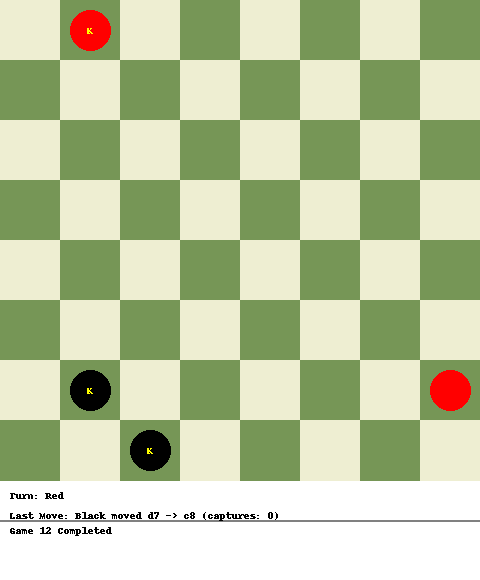 K
K
K
Turn: Red
Last Move: Black moved d7 -> c8 (captures: 0)
Game 12 Completed